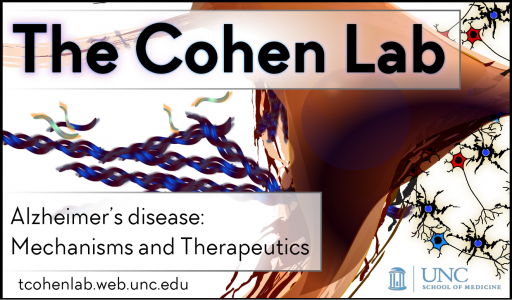 The Cohen Lab
Alzheimer's disease:
Mechanisms and Therapeutics
tcohenlab.web.unc.edu
UNC
SCHOOL OF MEDICINE